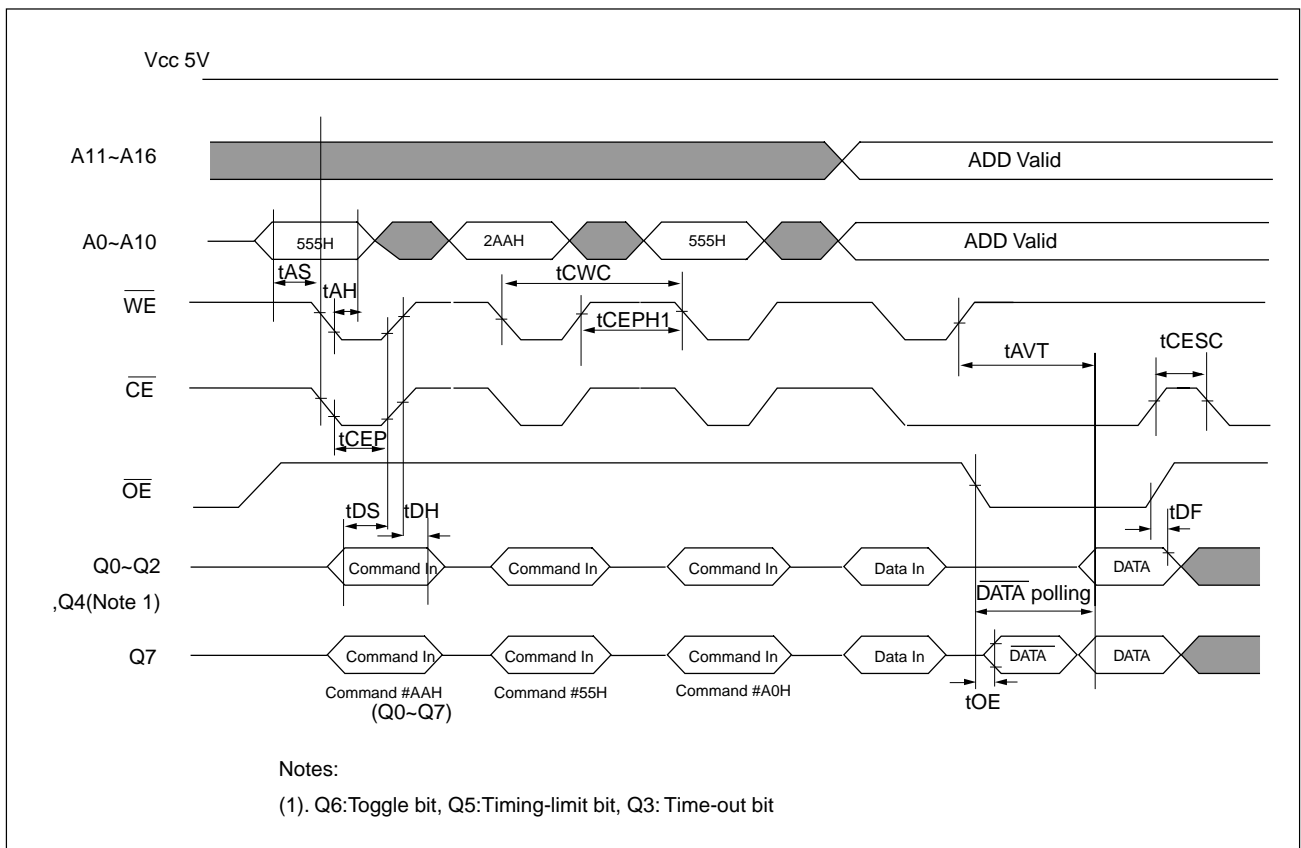 Vcc 5V
A11~A16
ADD Valid
A0~A10
555H
2AAH
555H
ADD Valid
tAS
tAH
tCWC
WE
tCEPH1
tAVT
tCESC
CE
tCEP
OE
tDS
tDH
tDF
Q0~Q2
Command In
Command In
Command In
Data In
DATA
,Q4(Note 1)
DATA polling
Q7
Command In
Command In
Command In
Data In
DATA
DATA
Command #AAH
Command #55H
Command #A0H
(Q0~Q7)
tOE
Notes:
(1). Q6:Toggle bit, Q5:Timing-limit bit, Q3: Time-out bit